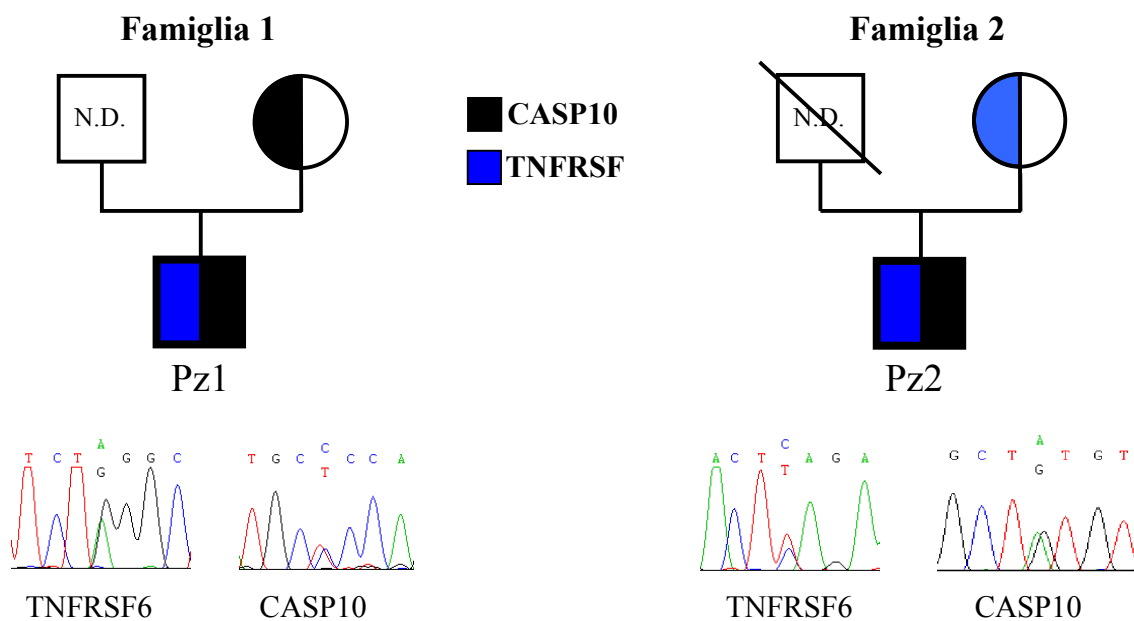 Famiglia 1
Famiglia 2
N.D.
CASP10
TNFRSF
N.D.
Pz1
Pz2
T C T A G G C
G
T G C C C C A
T
A C T C A G A
T
G C T A T G T
G
TNFRSF6
CASP10
TNFRSF6
CASP10